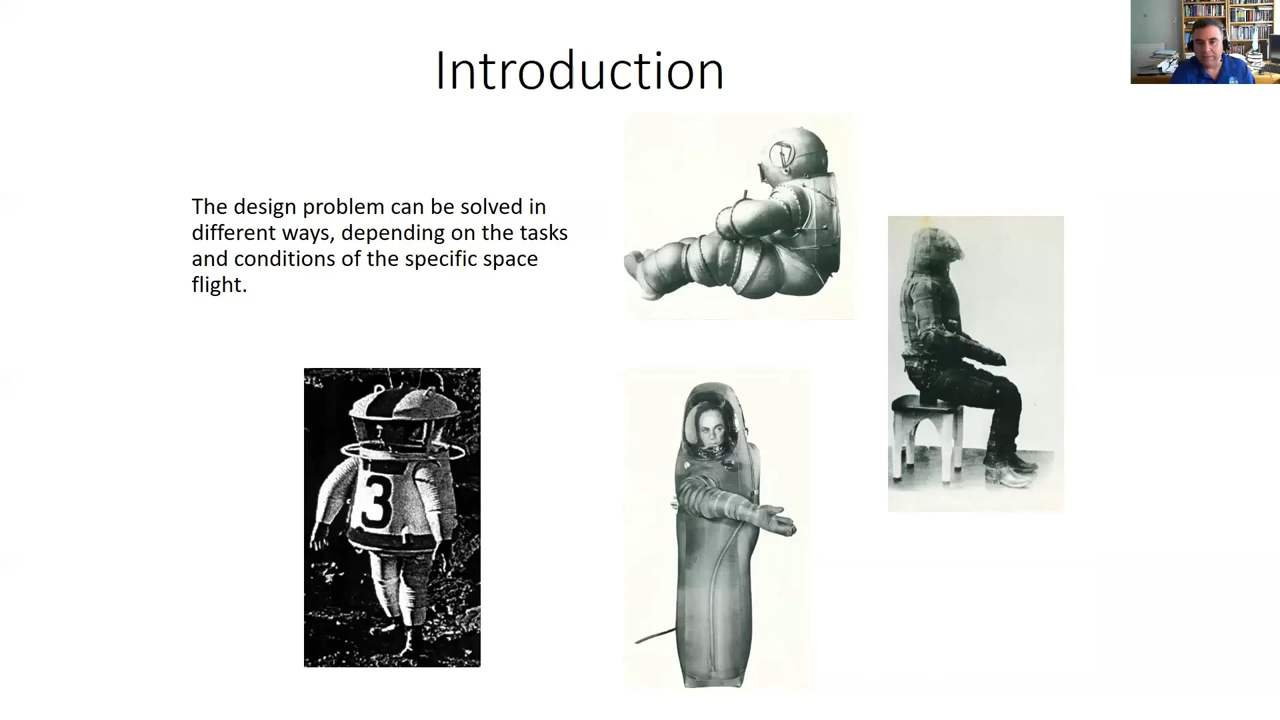 Introduction
The design problem can be solved in
different ways, depending on the tasks
and conditions of the specific space
flight.
3